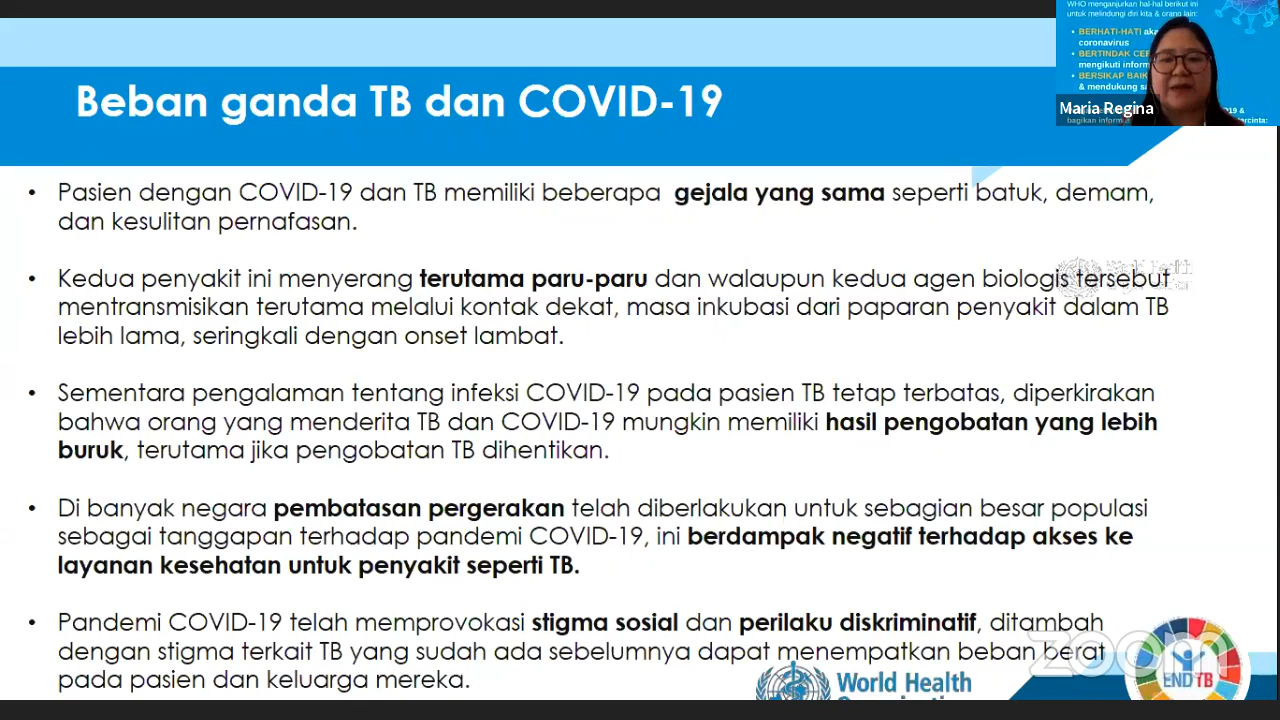 WHO menganjurkan hal-hal berikut ini
untuk melindungi diri kita & orang lain:
• BERHATI-HATI
coronavirus
• BERTINDAK
mengikuti
• BERSIKAP BAIK
& mendukung
Maria Regina
Beban ganda TB dan COVID-19
• Pasien dengan COVID-19 dan TB memiliki beberapa gejala yang sama seperti batuk, demam,
dan kesulitan pernafasan.
• Kedua penyakit ini menyerang terutama paru-paru dan walaupun kedua agen biologis tersebut
mentransmisikan terutama melalui kontak dekat, masa inkubasi dari paparan penyakit dalam TB
lebih lama, seringkali dengan onset lambat.
• Sementara pengalaman tentang infeksi COVID-19 pada pasien TB tetap terbatas, diperkirakan
bahwa orang yang menderita TB dan COVID-19 mungkin memiliki hasil pengobatan yang lebih
buruk, terutama jika pengobatan TB dihentikan.
• Di banyak negara pembatasan pergerakan telah diberlakukan untuk sebagian besar populasi
sebagai tanggapan terhadap pandemi COVID-19, ini berdampak negatif terhadap akses ke
layanan kesehatan untuk penyakit seperti TB.
• Pandemi COVID-19 telah memprovokasi stigma sosial dan perilaku diskriminatif, ditambah
dengan stigma terkait TB yang sudah ada sebelumnya dapat menempatkan beban berat
pada pasien dan keluarga mereka.
zoom
World Health
END TB